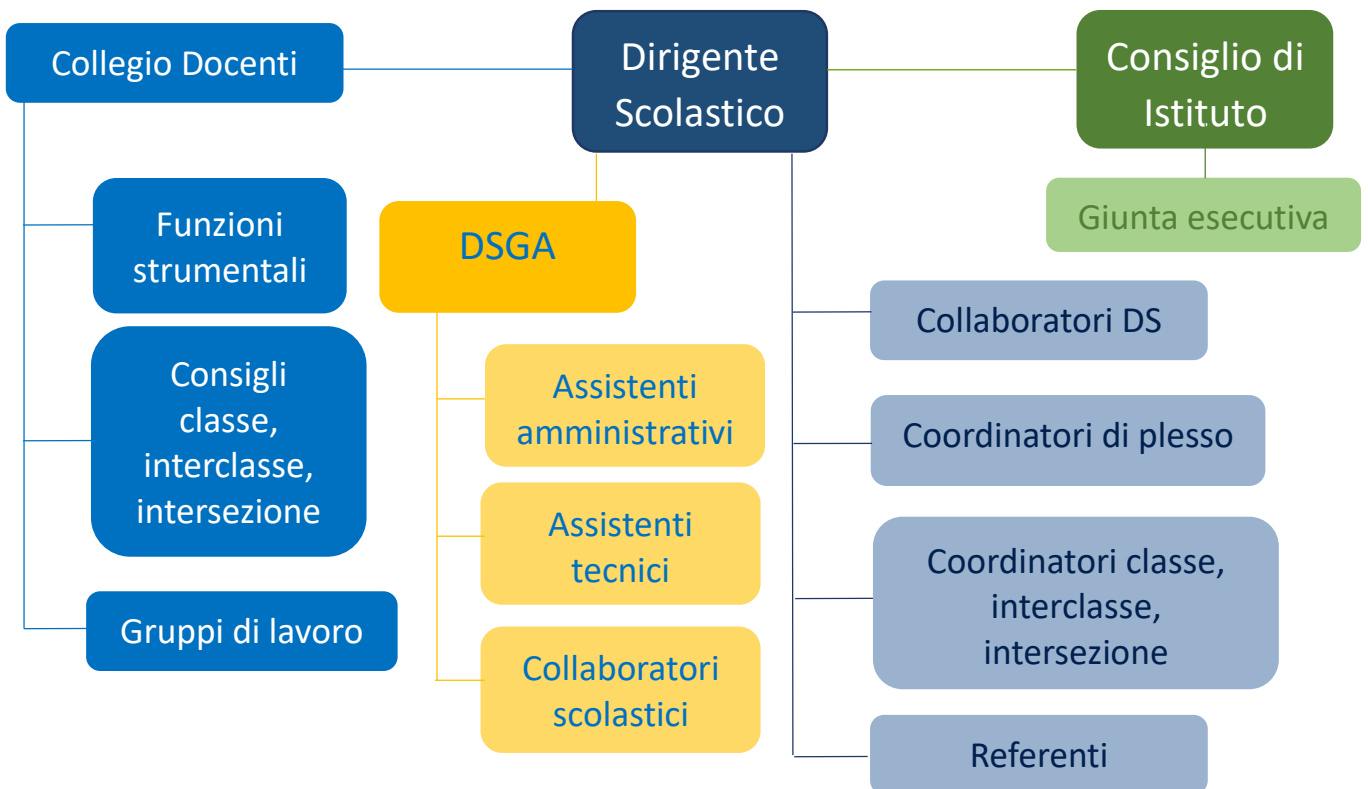 Collegio Docenti
Dirigente
Scolastico
Consiglio di
Istituto
Giunta esecutiva
Funzioni
strumentali
Consigli
classe,
interclasse,
intersezione
Gruppi di lavoro
DSGA
Assistenti
amministrativi
Assistenti
tecnici
Collaboratori
scolastici
Collaboratori DS
Coordinatori di plesso
Coordinatori classe,
interclasse,
intersezione
Referenti